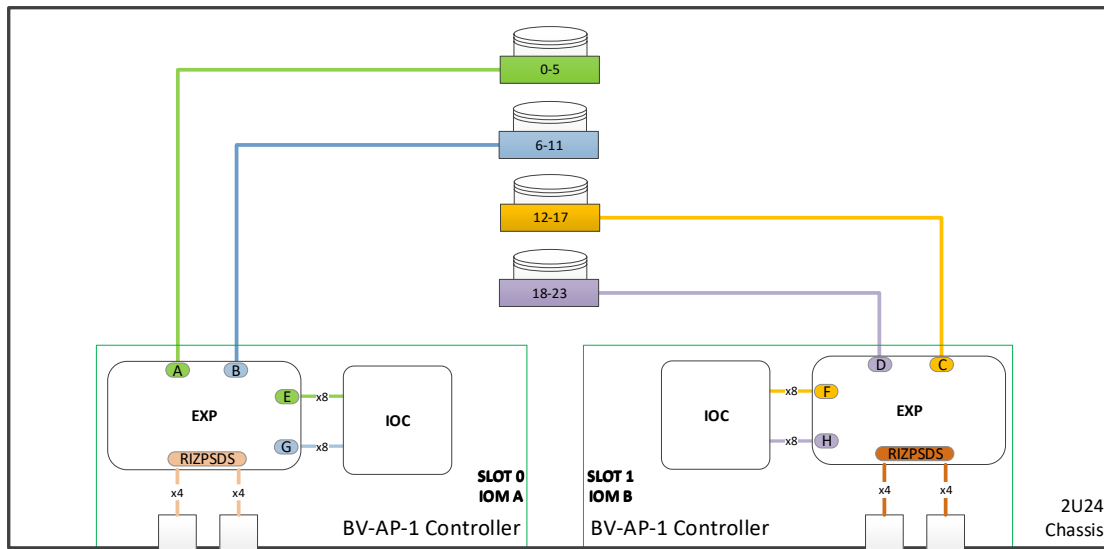 0-5
6-11
12-17
18-23
A
B
E
x8
EXP
IOC
G
x8
RIZPSDS
x4
x4
SLOT 0
IOM A
BV-AP-1 Controller
D
C
F
x8
IOC
EXP
H
x8
RIZPSDS
x4
x4
SLOT 1
IOM B
BV-AP-1 Controller
2U24
Chassis